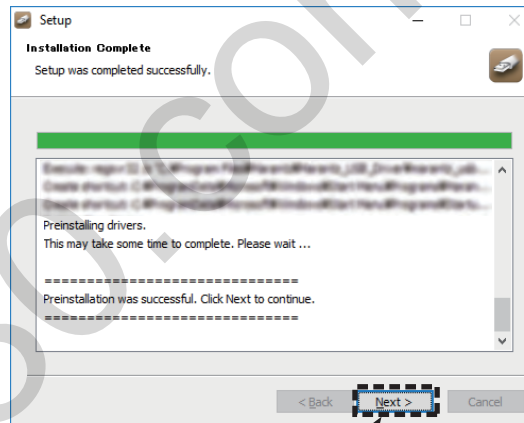 Setup
Installation Complete
Setup was completed successfully.
Preinstalling drivers.
This may take some time to complete. Please wait ...
==============================
Preinstallation was successful. Click Next to continue.
==============================
< Back
Next >
Cancel